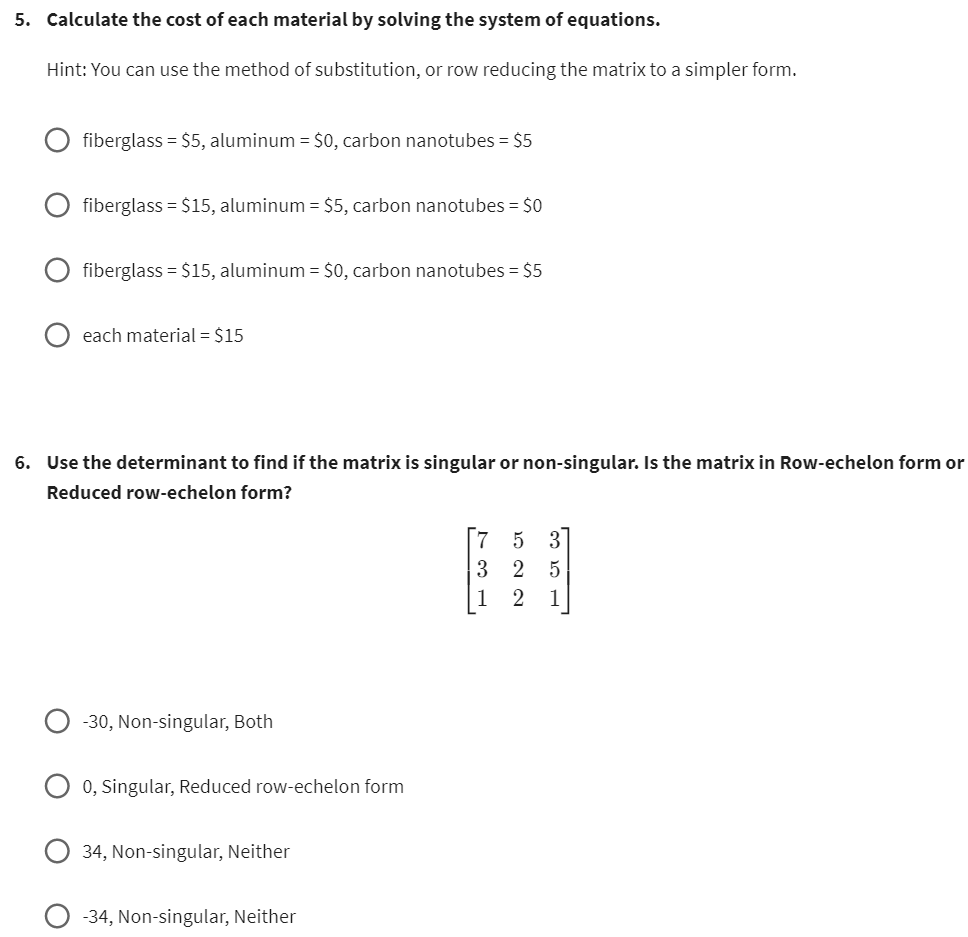 5. Calculate the cost of each material by solving the system of equations.
Hint: You can use the method of substitution, or row reducing the matrix to a simpler form.
fiberglass = $5, aluminum = $0, carbon nanotubes = $5
fiberglass = $15, aluminum = $5, carbon nanotubes = $0
fiberglass = $15, aluminum = $0, carbon nanotubes = $5
each material = $15
6. Use the determinant to find if the matrix is singular or non-singular. Is the matrix in Row-echelon form or
Reduced row-echelon form?
7 5 3
3 2 5
1 2 1
-30, Non-singular, Both
0, Singular, Reduced row-echelon form
34, Non-singular, Neither
-34, Non-singular, Neither